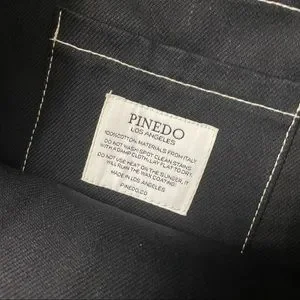 PINEDO
LOS ANGELES
100%COTTON MATERIALS FROM ITALY
DO NOT WASH SPOT CLEAN STAINS
WITH A DAMP CLOTH, LAY FLAT TO DRY.
DO NOT USE HEAT ON THE SLINGER, IT
WILL RUIN THE WAX COATING!
MADE IN LOS ANGELES
PINEDO.CO